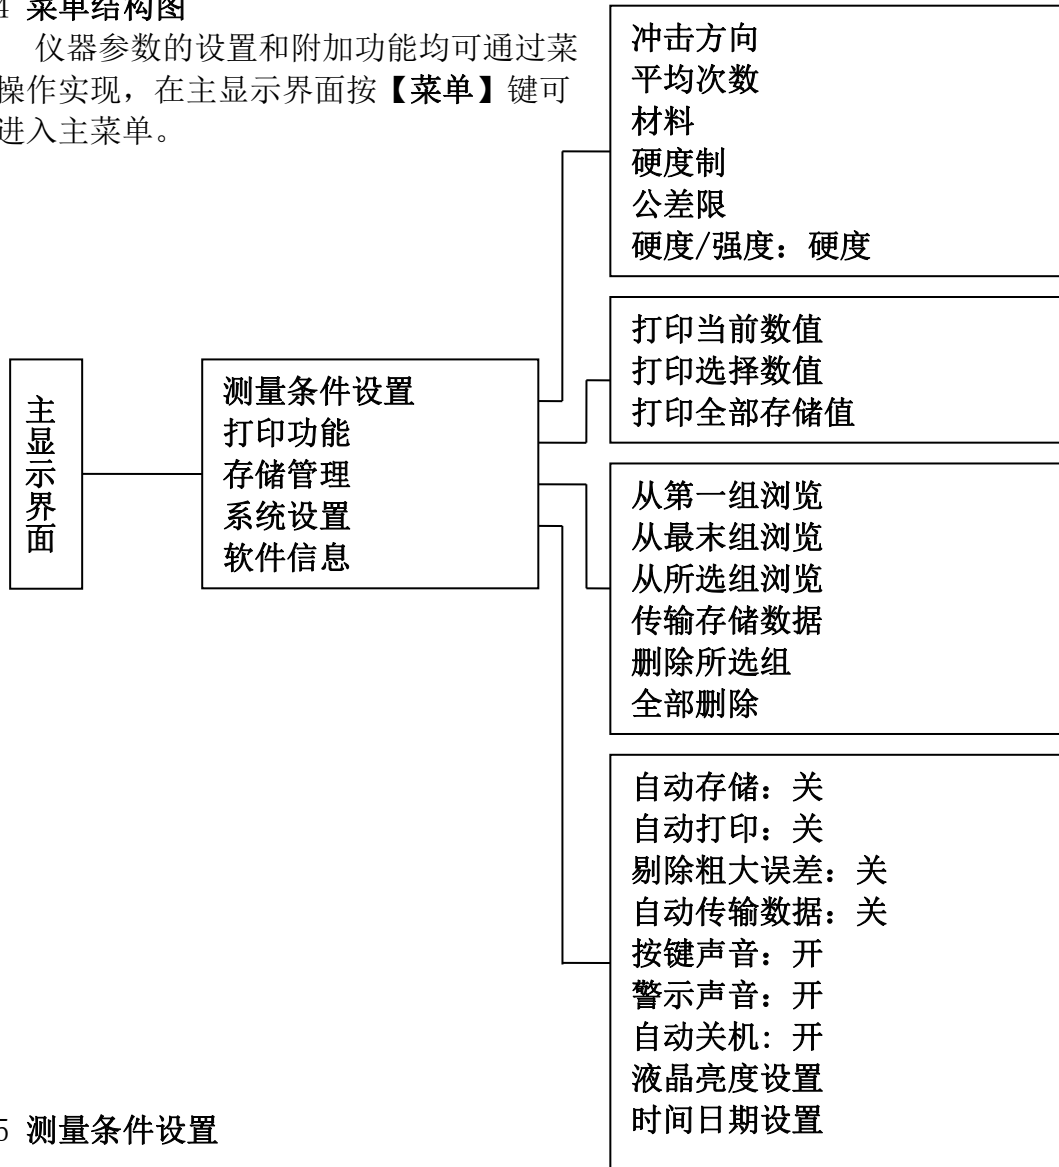 4 菜单结构图
仪器参数的设置和附加功能均可通过菜
操作实现，在主显示界面按【菜单】键可
进入主菜单。
主显示界面
测量条件设置
打印功能
存储管理
系统设置
软件信息
冲击方向
平均次数
材料
硬度制
公差限
硬度/强度：硬度
打印当前数值
打印选择数值
打印全部存储值
从第一组浏览
从最末组浏览
从所选组浏览
传输存储数据
删除所选组
全部删除
自动存储：关
自动打印：关
剔除粗大误差：关
自动传输数据：关
按键声音：开
警示声音：开
自动关机：开
液晶亮度设置
时间日期设置
5 测量条件设置